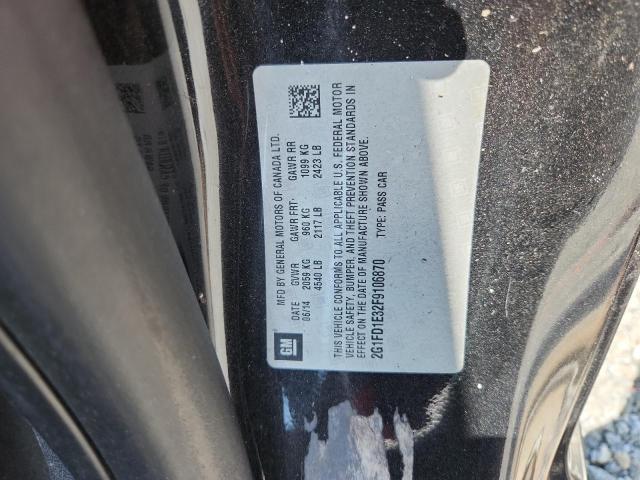 GM
MFD BY GENERAL MOTORS OF CANADA LTD.
DATE GVWR GAWR FRT. GAWR RR
06/14 2059 KG 960 KG 1099 KG
4540 LB 2117 LB 2423 LB
THIS VEHICLE CONFORMS TO ALL APPLICABLE U.S. FEDERAL MOTOR
VEHICLE SAFETY, BUMPER, AND THEFT PREVENTION STANDARDS IN
EFFECT ON THE DATE OF MANUFACTURE SHOWN ABOVE.
2G1FD1E32F9106870 TYPE: PASS CAR